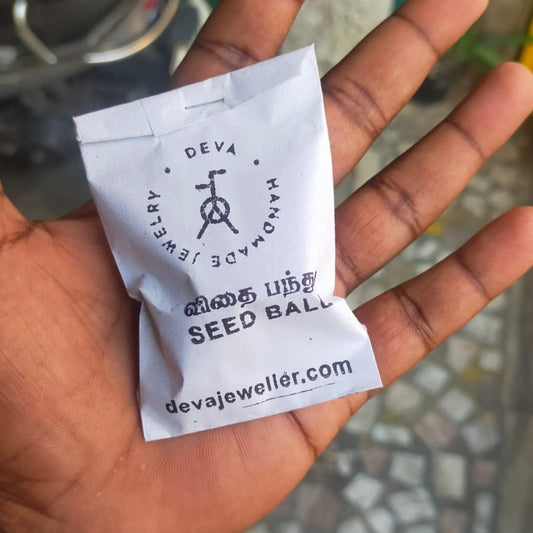 DEVA • HANDMADE JEWELRY •
விதை பந்து
SEED BALL
devajeweller.com